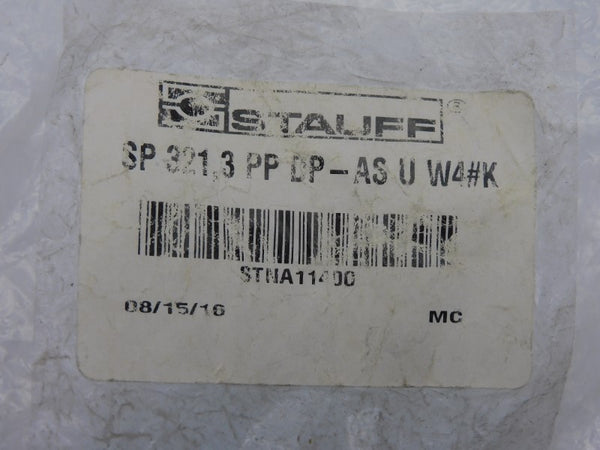 STAUFF®
SP 321,3 PP DP-AS U W4#K
STNA11400
08/15/16
MC